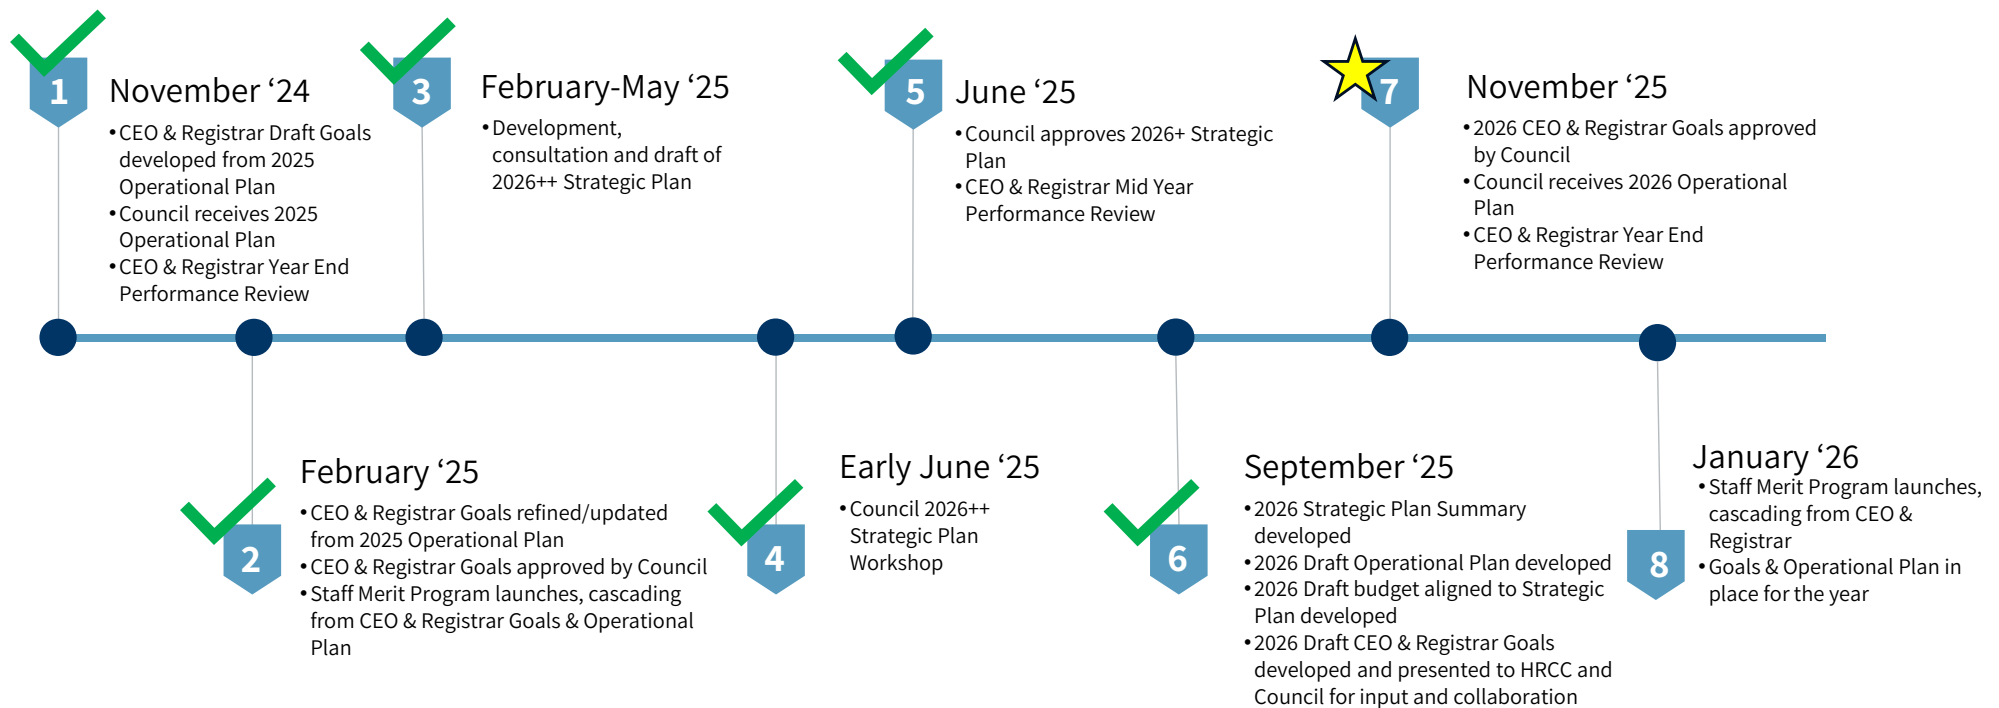 1
November ‘24
•CEO & Registrar Draft Goals
developed from 2025
Operational Plan
•Council receives 2025
Operational Plan
•CEO & Registrar Year End
Performance Review
3
February-May ‘25
•Development,
consultation and draft of
2026++ Strategic Plan
5
June ‘25
•Council approves 2026+ Strategic
Plan
•CEO & Registrar Mid Year
Performance Review
7
November ‘25
•2026 CEO & Registrar Goals approved
by Council
•Council receives 2026 Operational
Plan
•CEO & Registrar Year End
Performance Review
2
February ‘25
•CEO & Registrar Goals refined/updated
from 2025 Operational Plan
•CEO & Registrar Goals approved by Council
•Staff Merit Program launches, cascading
from CEO & Registrar Goals & Operational
Plan
4
Early June ‘25
•Council 2026++
Strategic Plan
Workshop
6
September ‘25
•2026 Strategic Plan Summary
developed
•2026 Draft Operational Plan developed
•2026 Draft budget aligned to Strategic
Plan developed
•2026 Draft CEO & Registrar Goals
developed and presented to HRCC and
Council for input and collaboration
8
January ‘26
•Staff Merit Program launches,
cascading from CEO &
Registrar
•Goals & Operational Plan in
place for the year